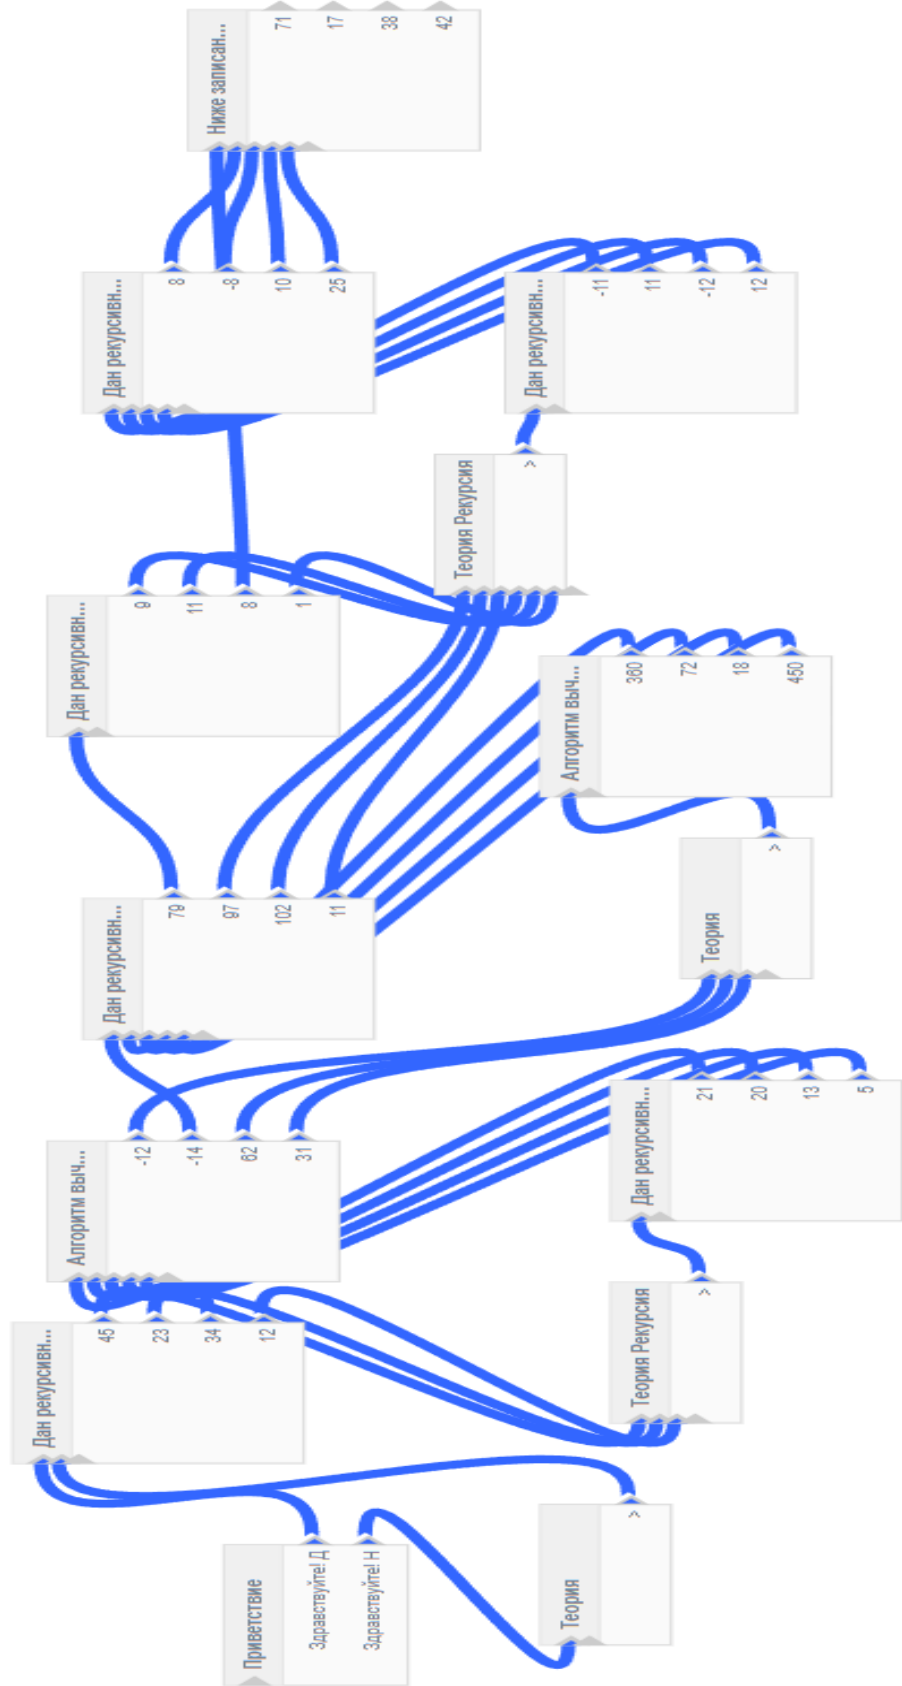 Приветствие
Здравствуйте! Д
Здравствуйте! Н
Теория
>
Дан рекурсивн...
45
23
34
12
Теория Рекурсия
>
Дан рекурсивн...
21
20
13
5
Алгоритм выч...
-12
-14
62
31
Теория
>
Алгоритм выч...
360
72
18
450
Дан рекурсивн...
79
97
102
11
Дан рекурсивн...
9
11
8
1
Теория Рекурсия
>
Дан рекурсивн...
-11
11
-12
12
Дан рекурсивн...
8
-8
10
25
Ниже записан...
71
17
38
42